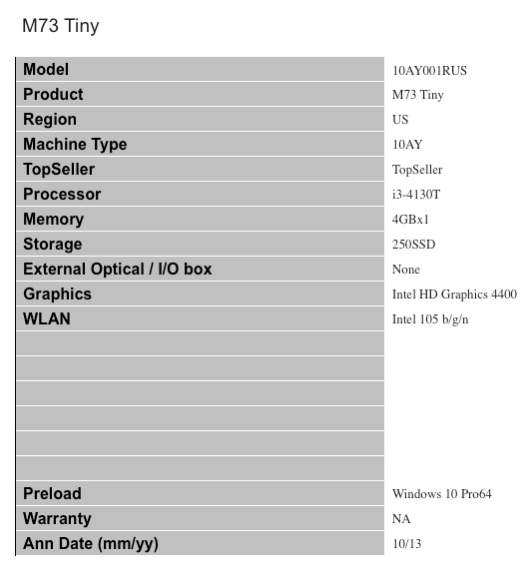 M73 Tiny
Model 10AY001RUS
Product M73 Tiny
Region US
Machine Type 10AY
TopSeller TopSeller
Processor i3-4130T
Memory 4GBx1
Storage 250SSD
External Optical / I/O box None
Graphics Intel HD Graphics 4400
WLAN Intel 105 b/g/n
Preload Windows 10 Pro64
Warranty NA
Ann Date (mm/yy) 10/13